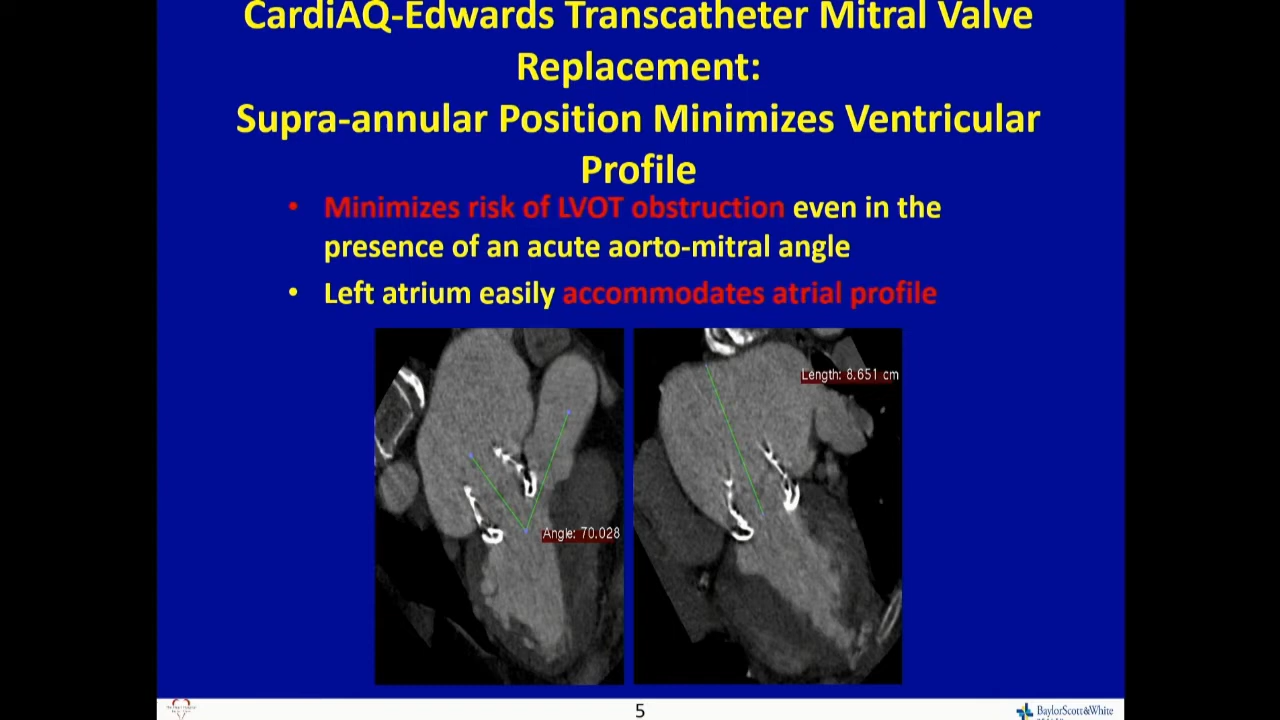 CardiAQ-Edwards Transcatheter Mitral Valve
Replacement:
Supra-annular Position Minimizes Ventricular
Profile
• Minimizes risk of LVOT obstruction even in the
presence of an acute aorto-mitral angle
• Left atrium easily accommodates atrial profile
Length: 8.651 cm
Angle: 70.028
5
BaylorScott&White